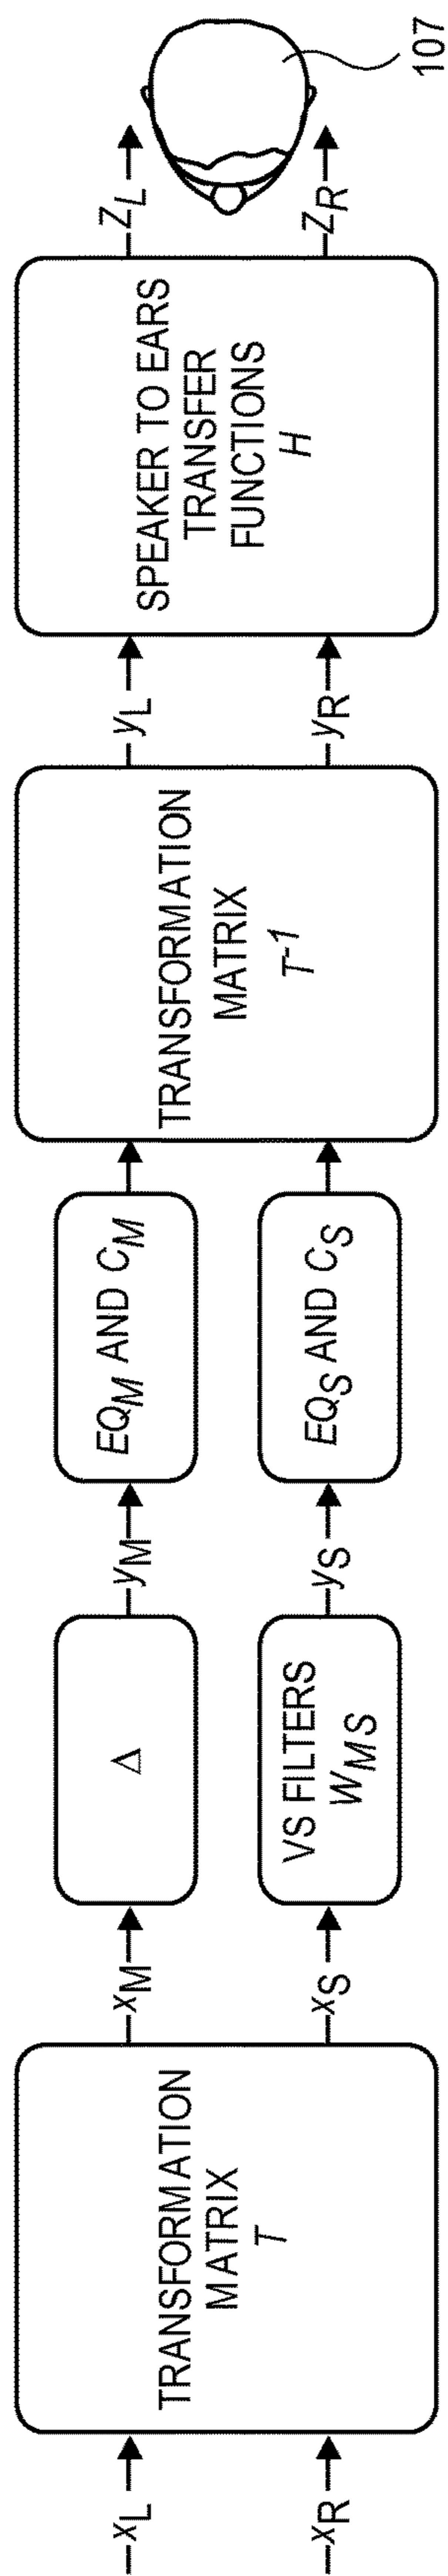 x_L
x_R
TRANSFORMATION
MATRIX
T
x_M
x_S
Δ
VS FILTERS
W_MS
y_M
y_S
EQ_M AND C_M
EQ_S AND C_S
TRANSFORMATION
MATRIX
T^-1
y_L
y_R
SPEAKER TO EARS
TRANSFER
FUNCTIONS
H
z_L
z_R
107